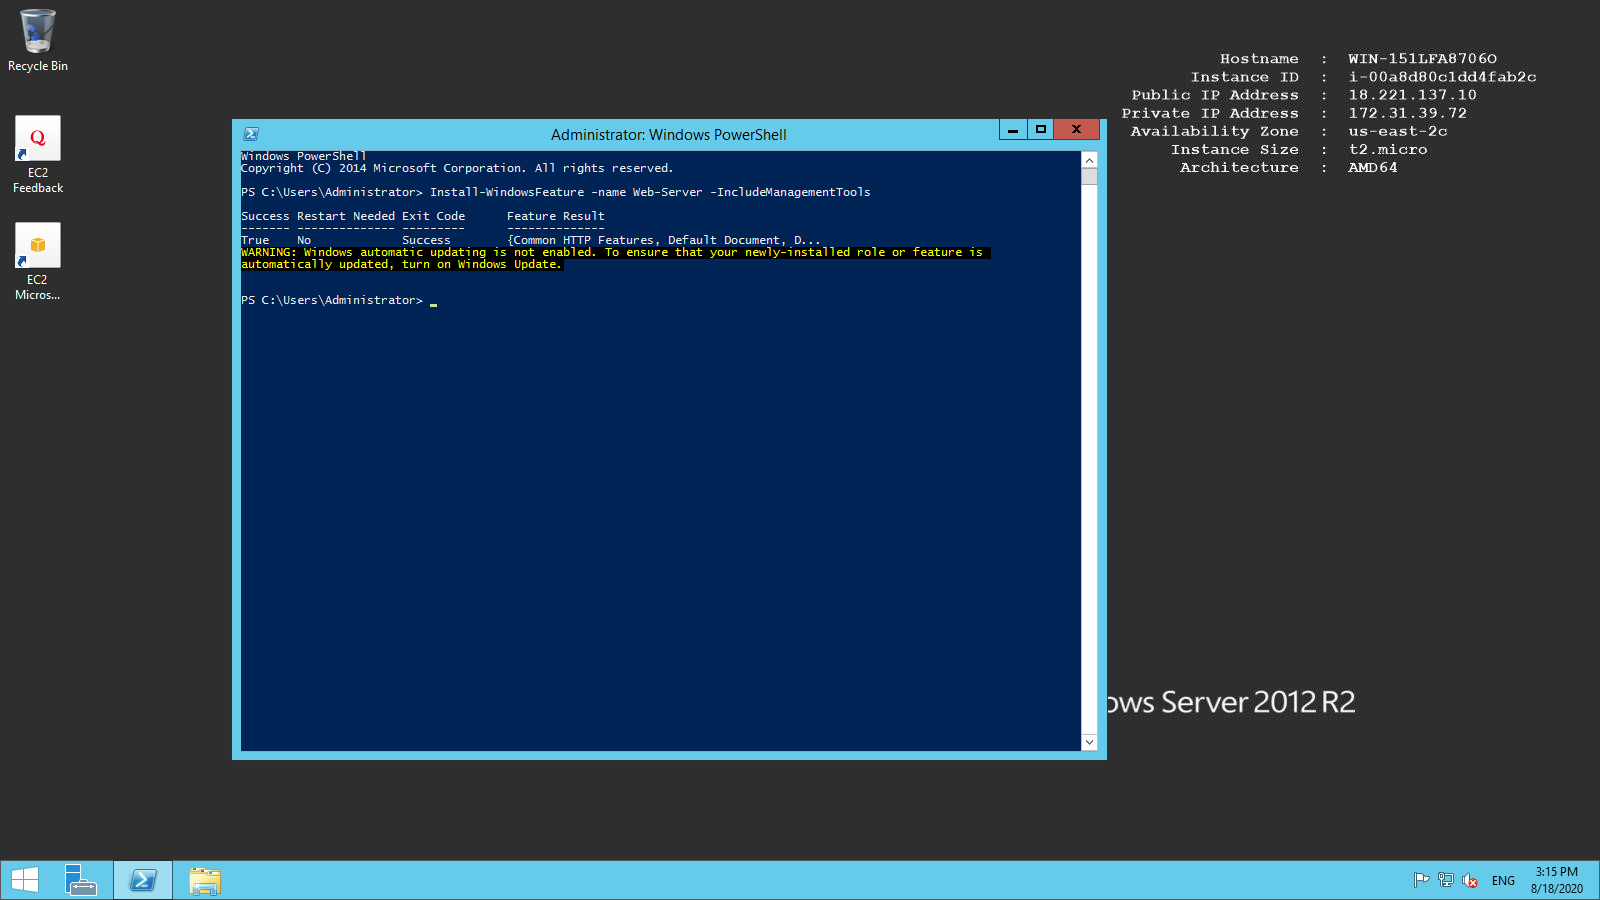 Recycle Bin
Q
EC2
Feedback
EC2
Micros...
Hostname : WIN-151LFA8706O
Instance ID : i-00a8d80c1dd4fab2c
Public IP Address : 18.221.137.10
Private IP Address : 172.31.39.72
Availability Zone : us-east-2c
Instance Size : t2.micro
Architecture : AMD64
Administrator: Windows PowerShell
Windows PowerShell
Copyright (C) 2014 Microsoft Corporation. All rights reserved.
PS C:\Users\Administrator> Install-WindowsFeature -name Web-Server -IncludeManagementTools
Success Restart Needed Exit Code      Feature Result
------- -------------- ---------      --------------
True    No             Success        {Common HTTP Features, Default Document, D...
WARNING: Windows automatic updating is not enabled. To ensure that your newly-installed role or feature is
automatically updated, turn on Windows Update.
PS C:\Users\Administrator> _
ows Server 2012 R2
ENG
3:15 PM
8/18/2020